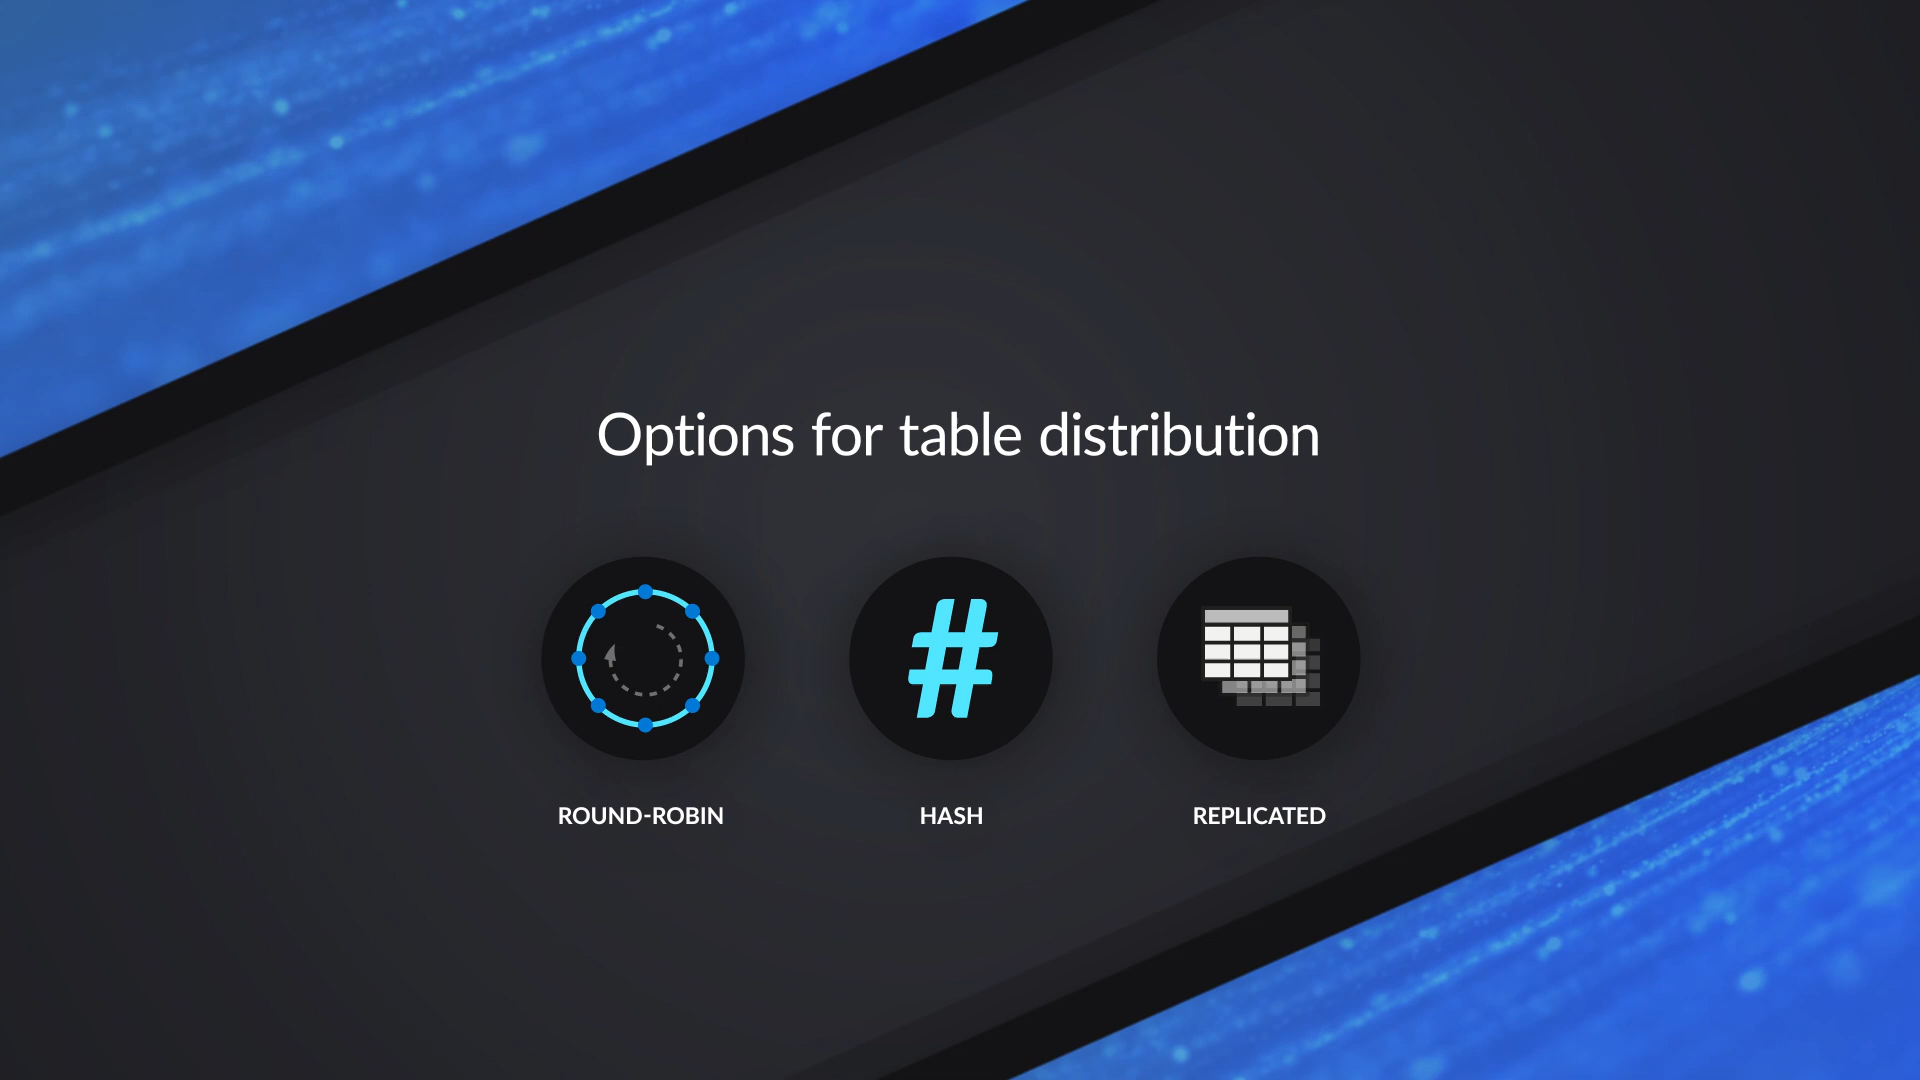 Options for table distribution
#
ROUND-ROBIN
HASH
REPLICATED